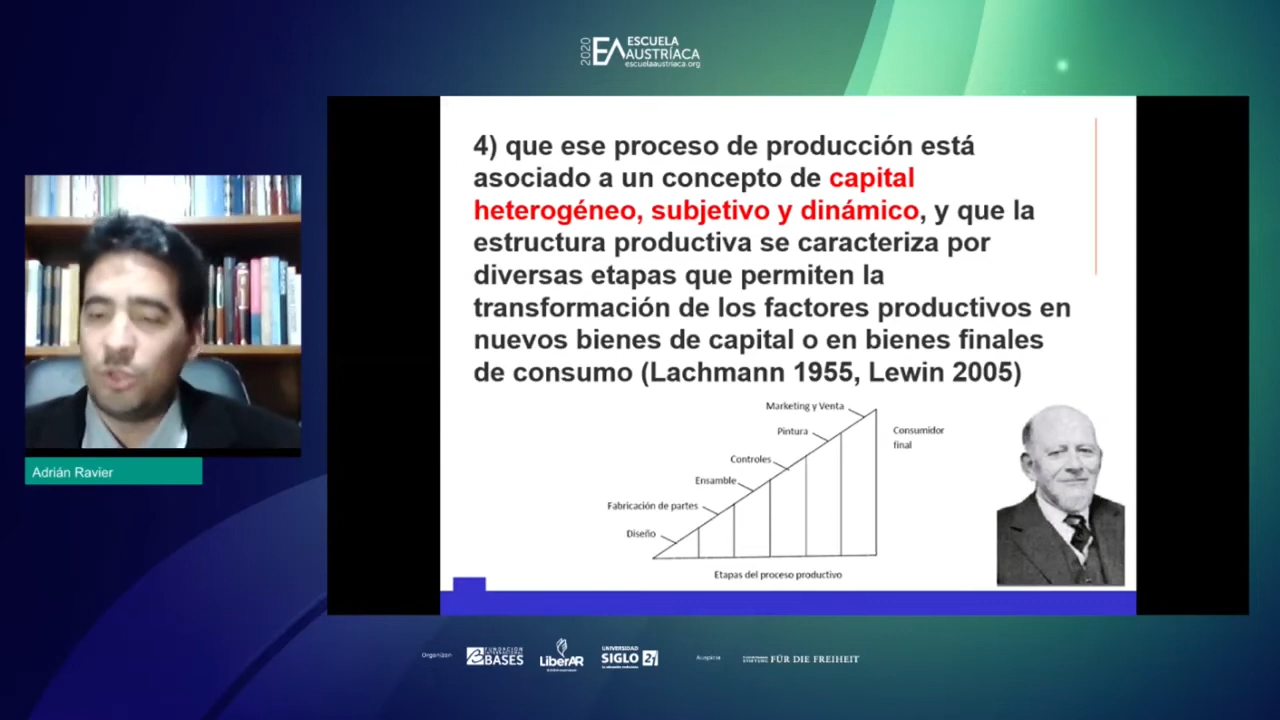 2020
EA ESCUELA
AUSTRÍACA
escuelaaustriaca.org
4) que ese proceso de producción está
asociado a un concepto de capital
heterogéneo, subjetivo y dinámico, y que la
estructura productiva se caracteriza por
diversas etapas que permiten la
transformación de los factores productivos en
nuevos bienes de capital o en bienes finales
de consumo (Lachmann 1955, Lewin 2005)
Marketing y Venta
Pintura
Controles
Ensamble
Fabricación de partes
Diseño
Consumidor
final
Etapas del proceso productivo
Adrián Ravier
Organizan
FUNDACIÓN
INTERNACIONAL
BASES
LiberAR
UNIVERSIDAD
SIGLO 21
Auspicia
STIFTUNG FÜR DIE FREIHEIT